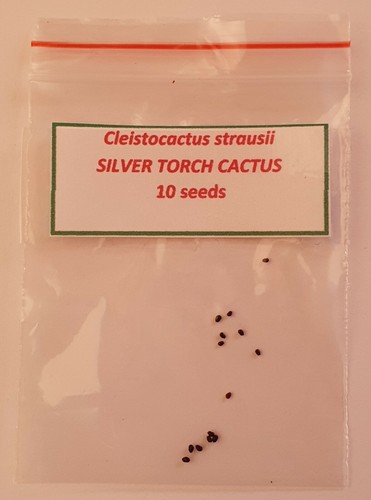 Cleistocactus strausii
SILVER TORCH CACTUS
10 seeds